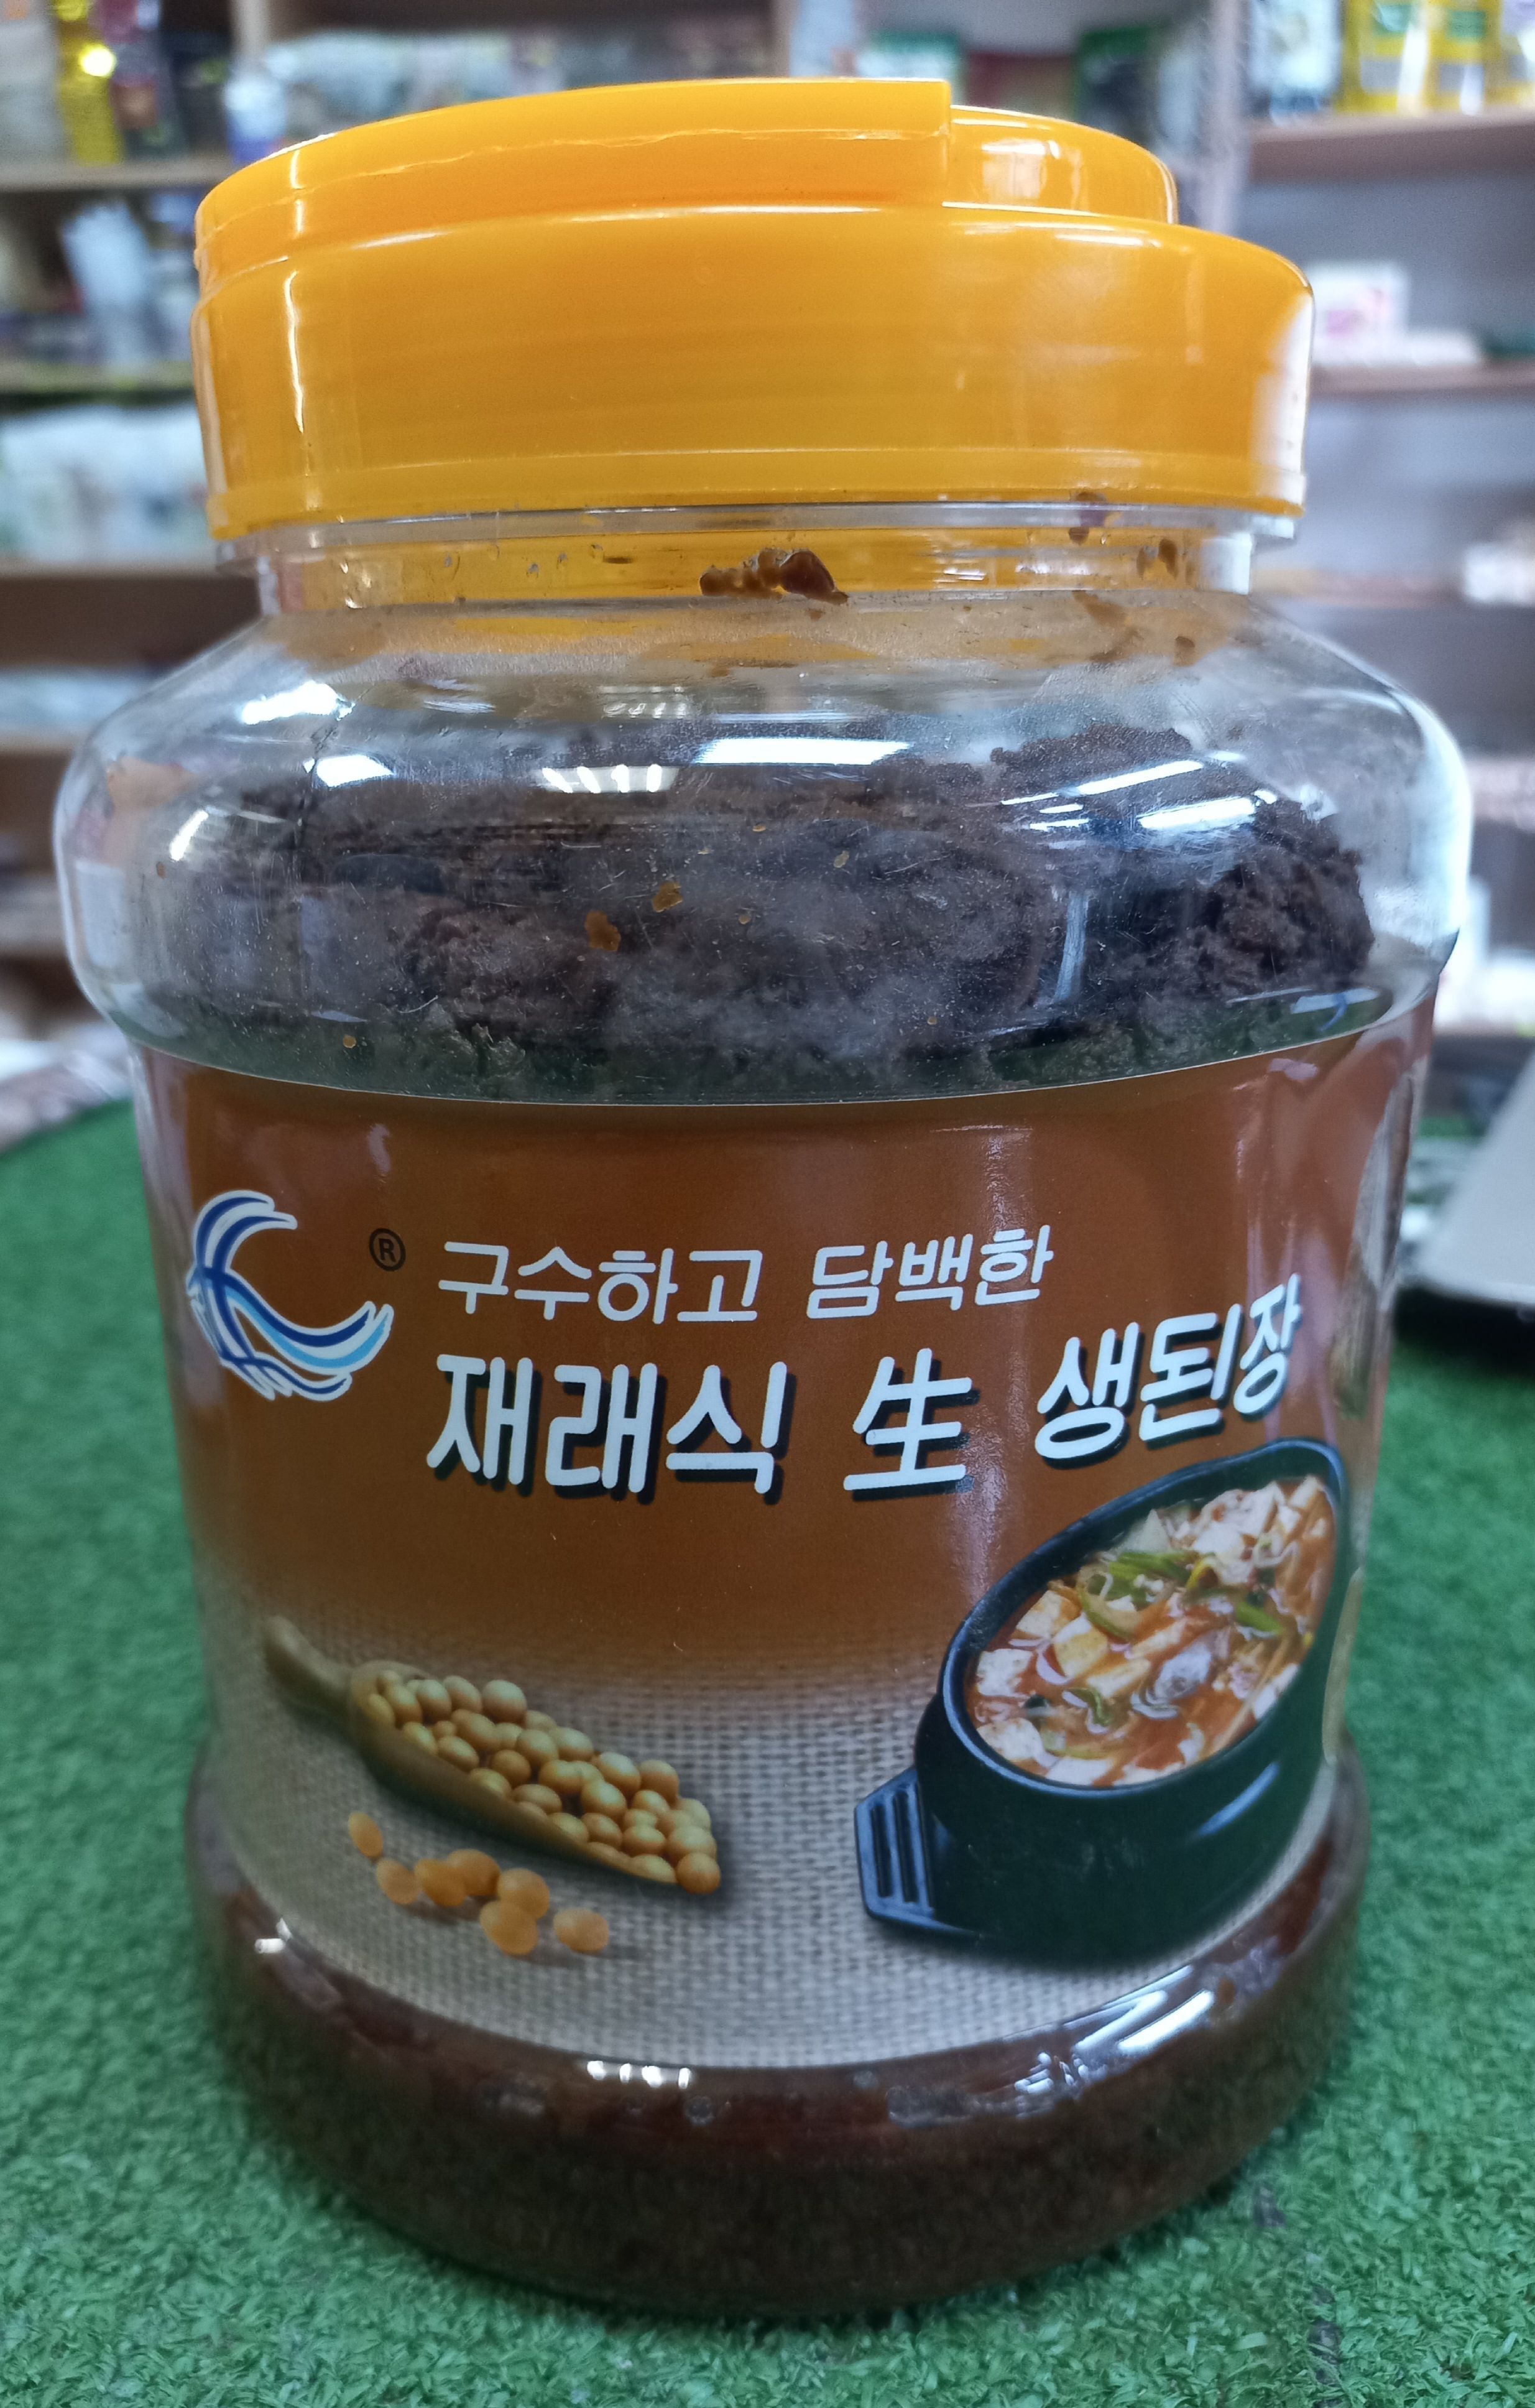 ®
구수하고 담백한
재래식 生 생된장